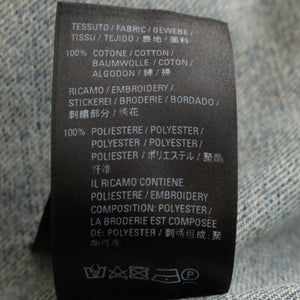 TESSUTO / FABRIC / GEWEBE /
TISSU / TEJIDO / 表地 / 面料
100% COTONE / COTTON /
BAUMWOLLE / COTON /
ALGODON / 綿 / 棉
RICAMO / EMBROIDERY /
STICKEREI / BRODERIE / BORDADO /
刺繍部分 / 绣花
100% POLIESTERE / POLYESTER /
POLYESTER / POLYESTER /
POLIESTER / ポリエステル / 聚酯
纤维
IL RICAMO CONTIENE
POLIESTERE / EMBROIDERY
COMPOSITION: POLYESTER /
LA BRODERIE EST COMPOSÉE
DE: POLYESTER / 刺绣组成: 聚
酯纤维